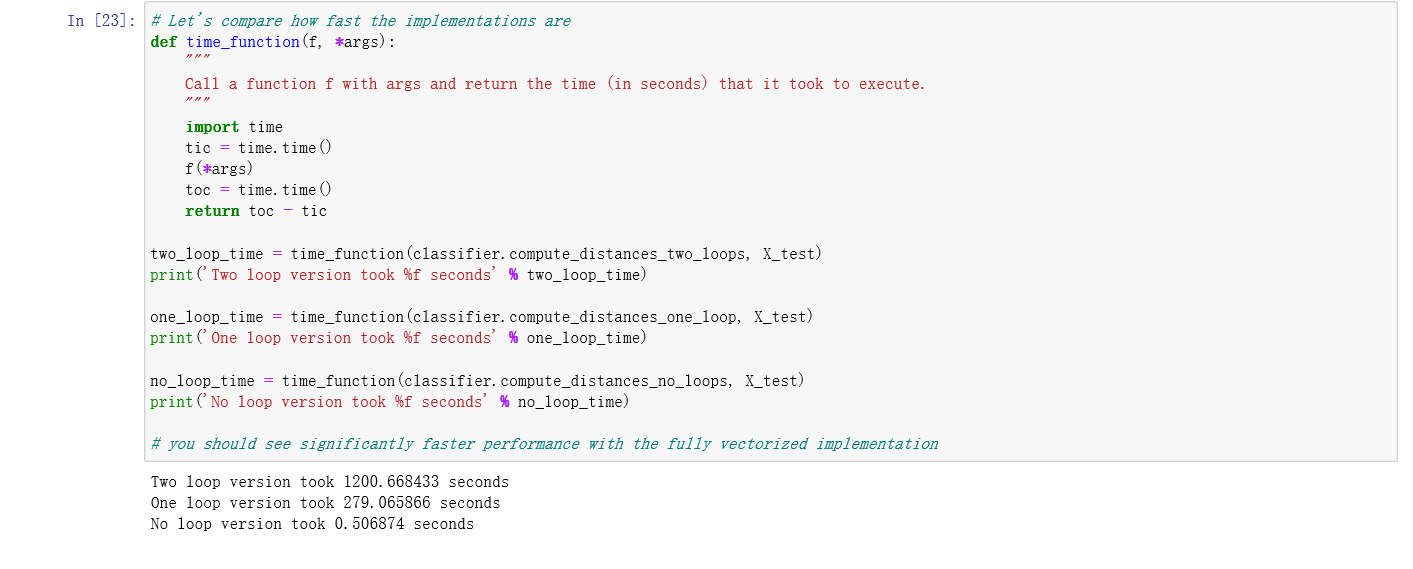 In [23]: # Let's compare how fast the implementations are
def time_function(f, *args):
    """
    Call a function f with args and return the time (in seconds) that it took to execute.
    """
    import time
    tic = time.time()
    f(*args)
    toc = time.time()
    return toc - tic

two_loop_time = time_function(classifier.compute_distances_two_loops, X_test)
print('Two loop version took %f seconds' % two_loop_time)

one_loop_time = time_function(classifier.compute_distances_one_loop, X_test)
print('One loop version took %f seconds' % one_loop_time)

no_loop_time = time_function(classifier.compute_distances_no_loops, X_test)
print('No loop version took %f seconds' % no_loop_time)

# you should see significantly faster performance with the fully vectorized implementation

Two loop version took 1200.668433 seconds
One loop version took 279.065866 seconds
No loop version took 0.506874 seconds